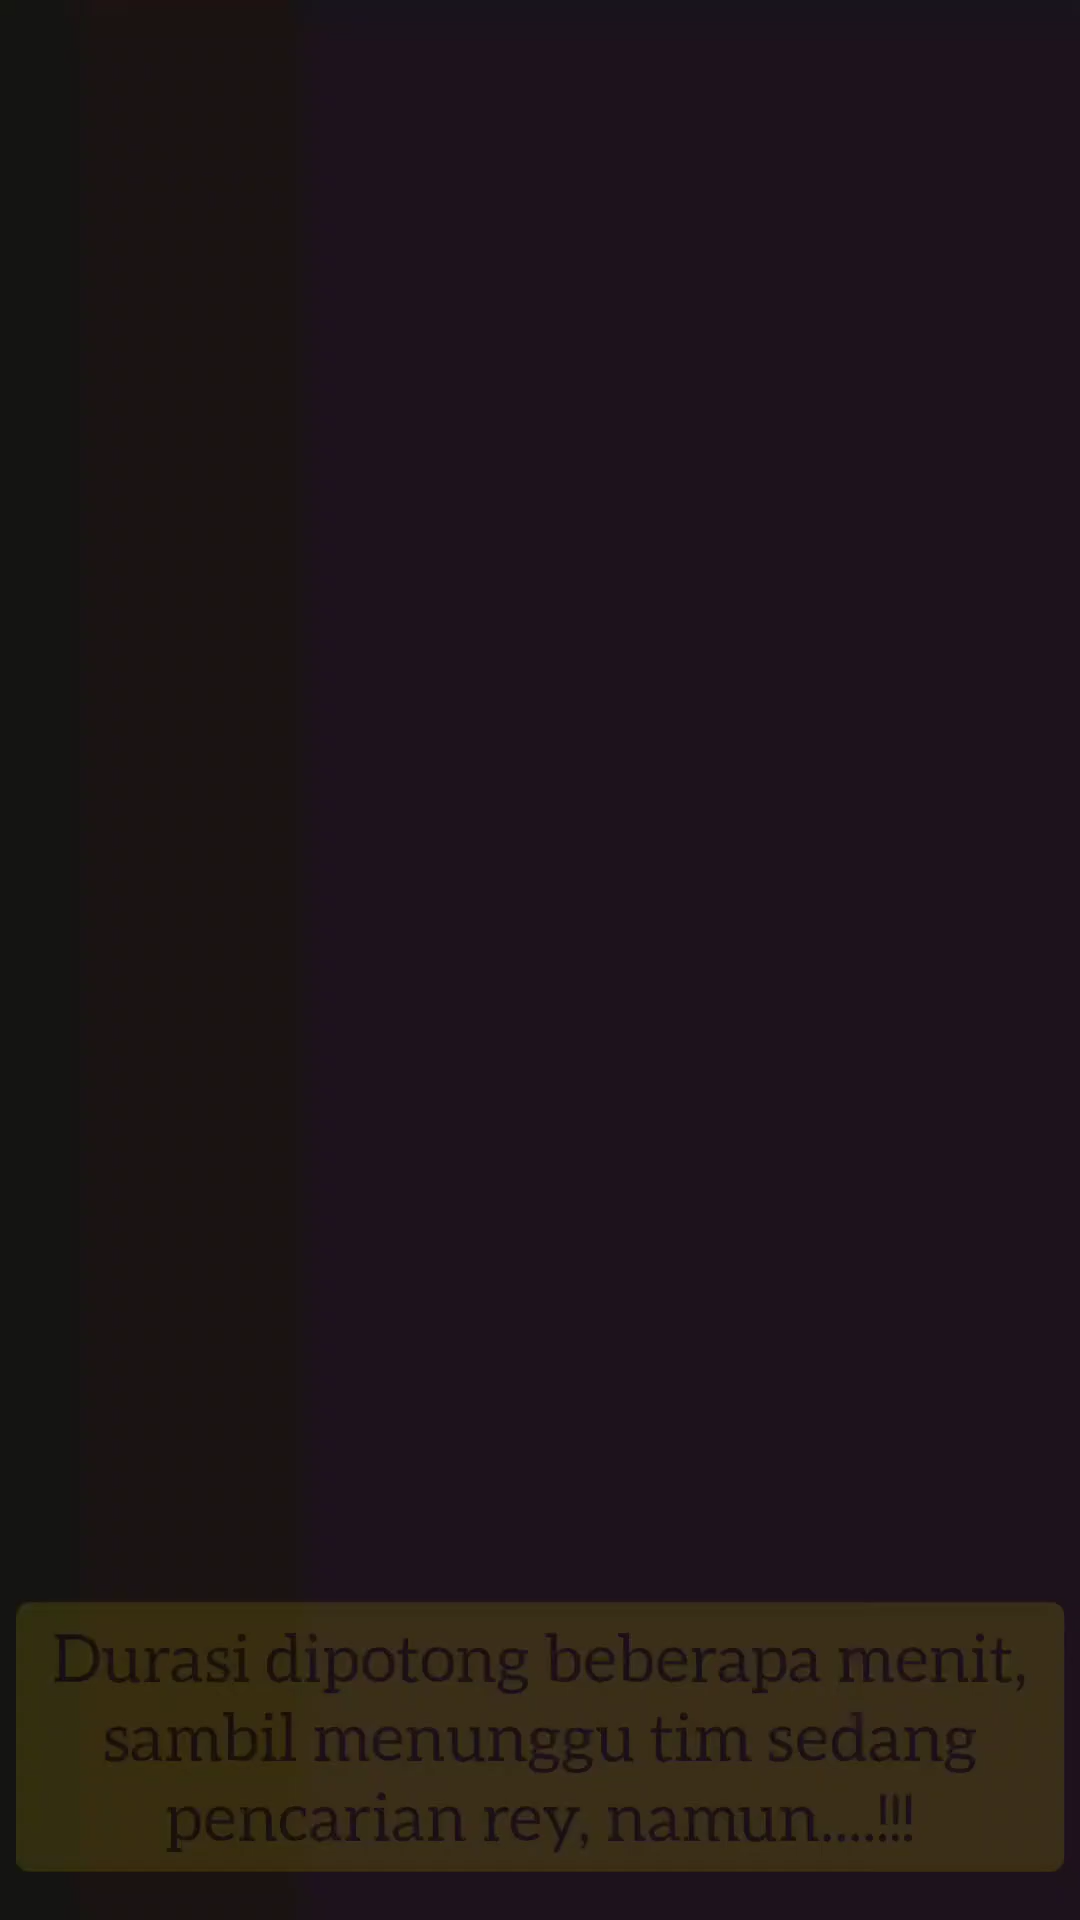 Durasi dipotong beberapa menit,
sambil menunggu tim sedang
pencarian rey, namun....!!!